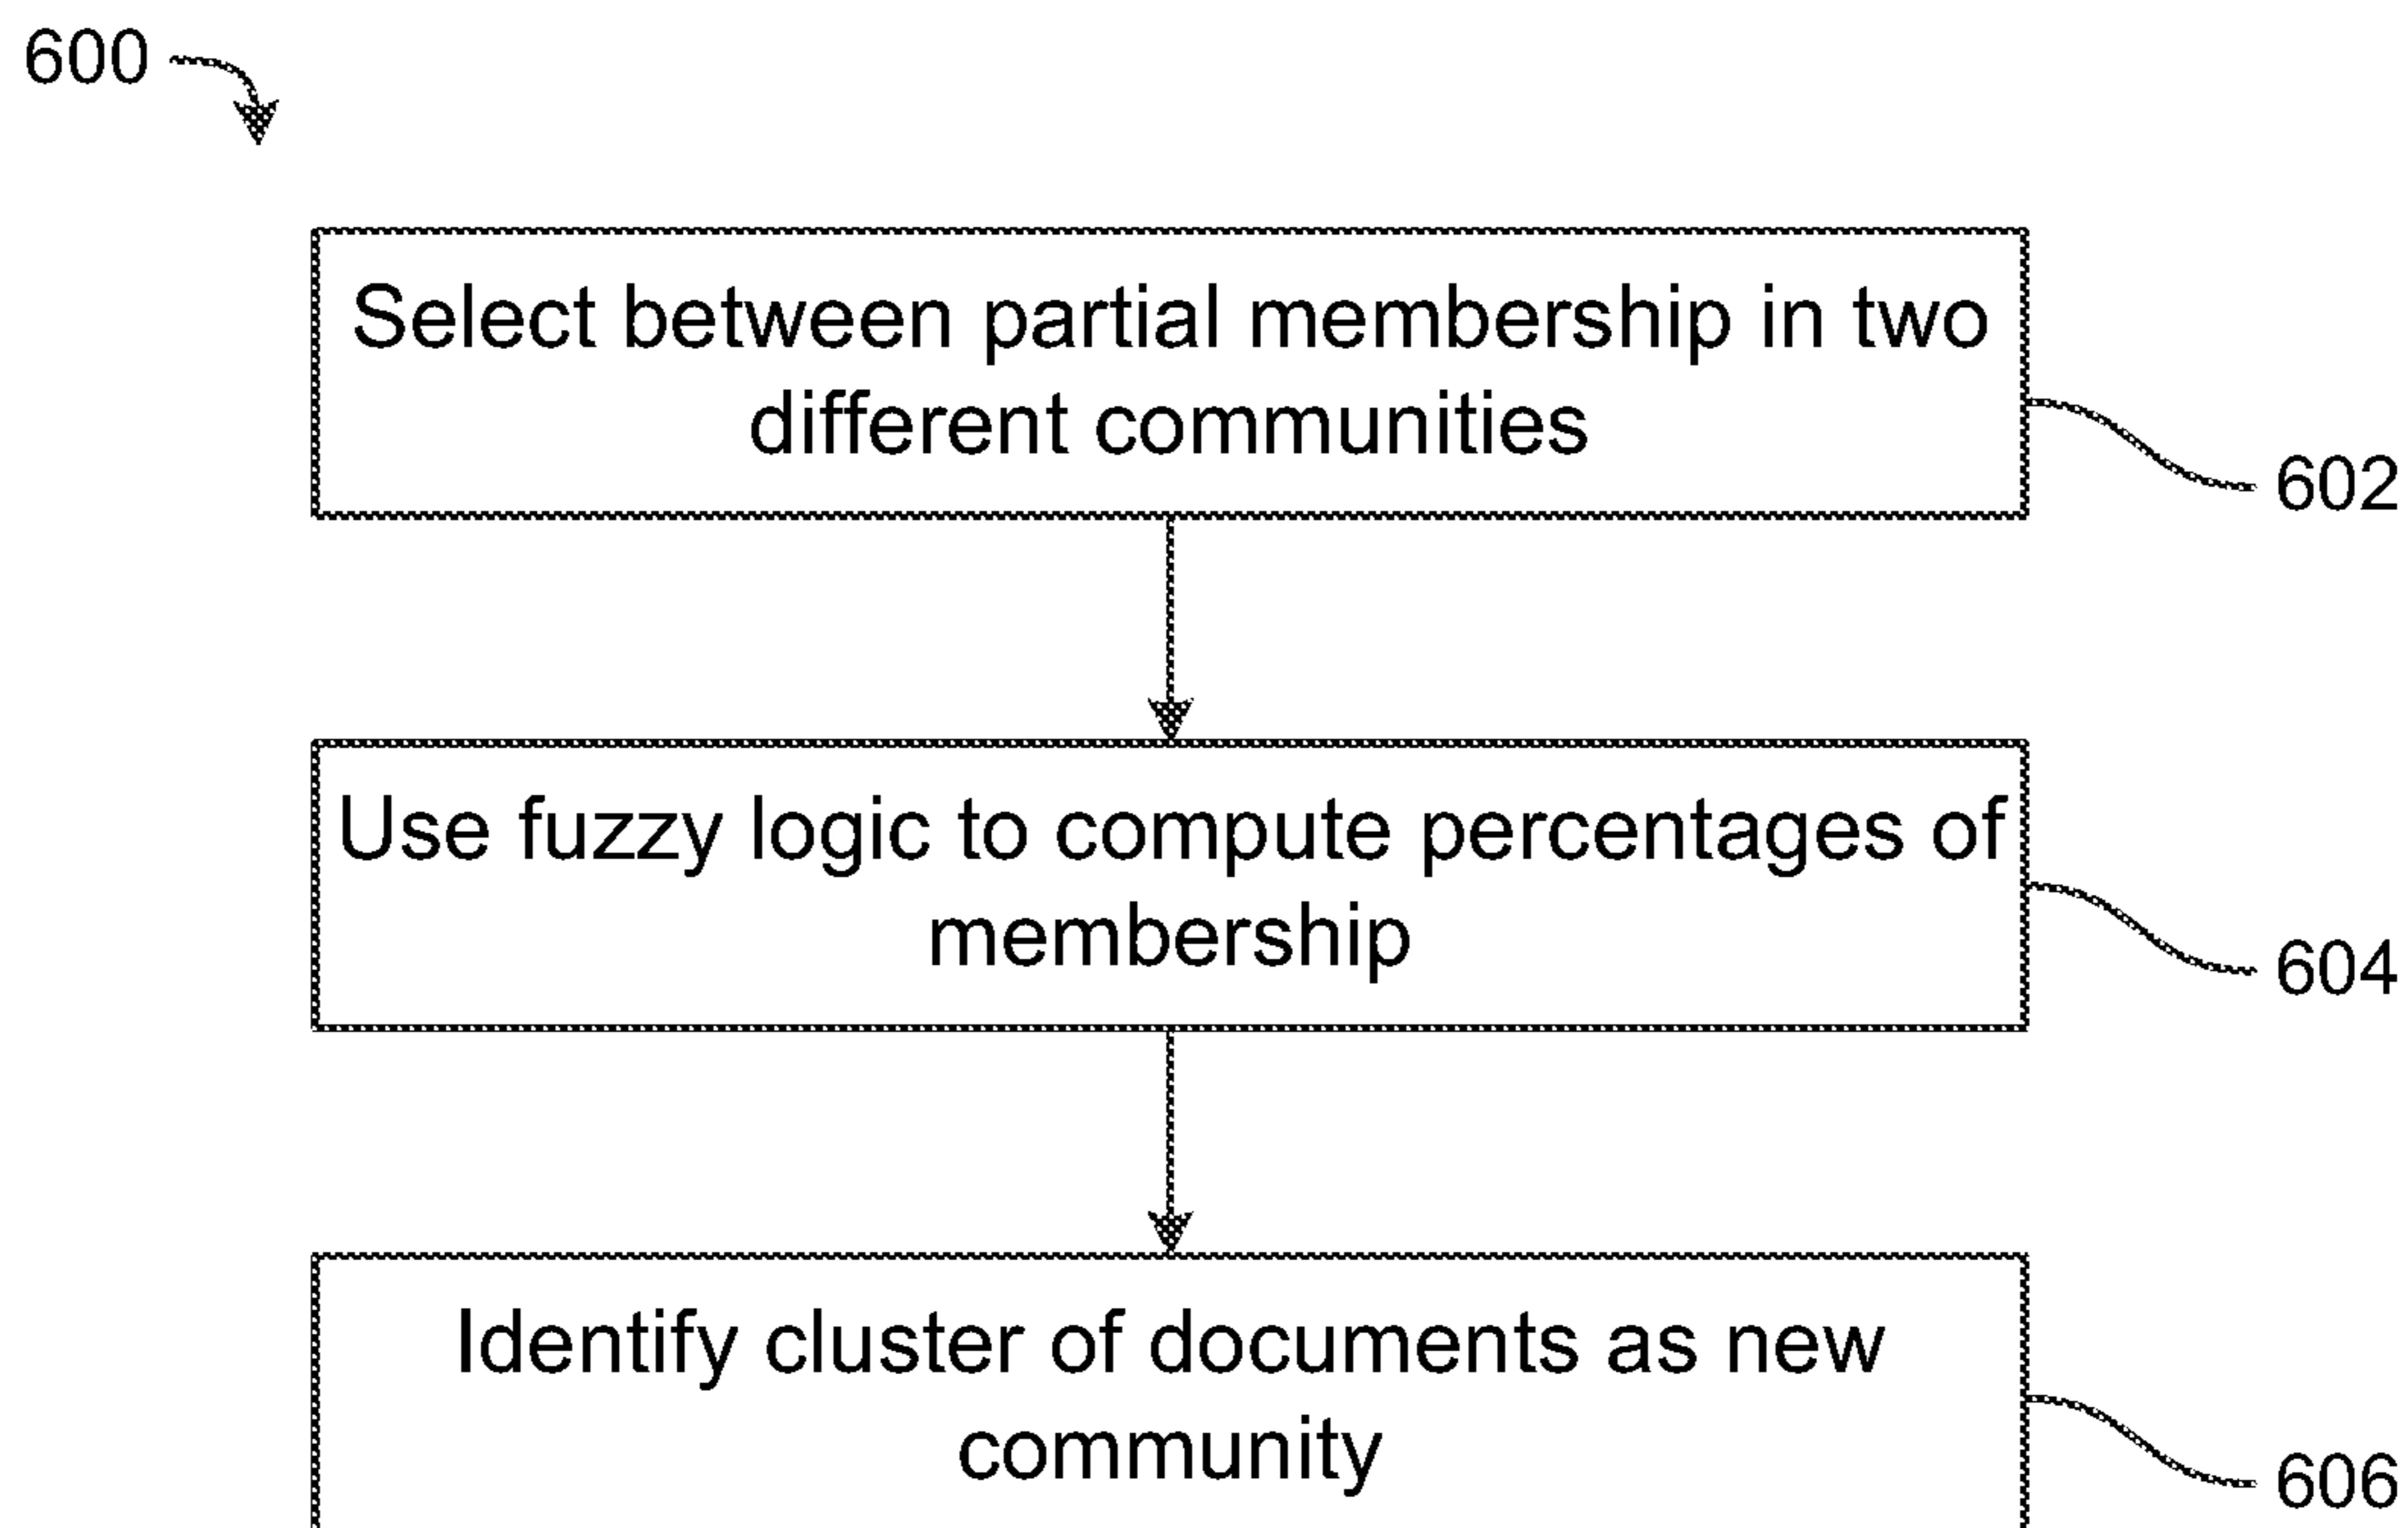 600
Select between partial membership in two
different communities
602
Use fuzzy logic to compute percentages of
membership
604
Identify cluster of documents as new
community
606